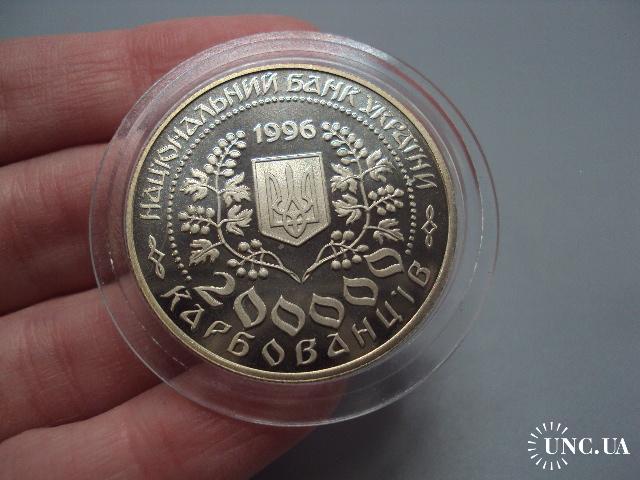 НАЦІОНАЛЬНИЙ БАНК УКРАЇНИ
1996
200000
КАРБОВАНЦІВ
UNC.UA